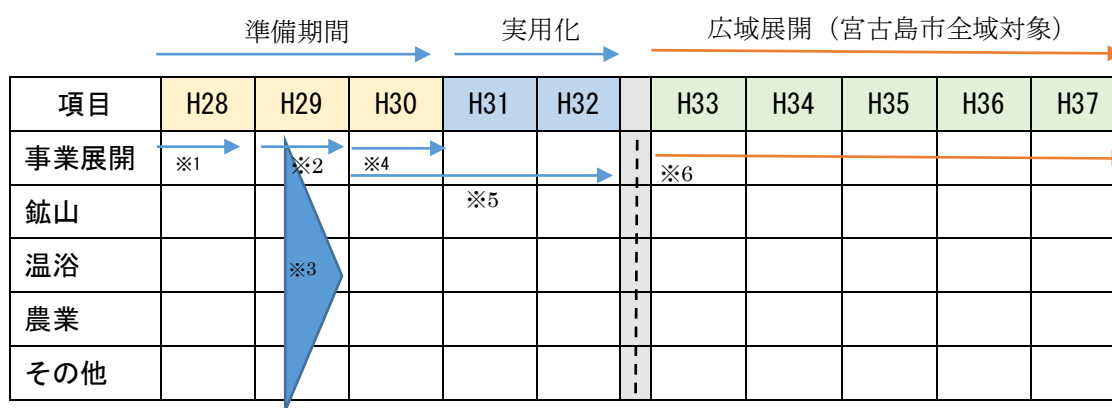 準備期間 実用化 広域展開（宮古島市全域対象）
項目 H28 H29 H30 H31 H32 H33 H34 H35 H36 H37
事業展開 ※1 ※2 ※4 ※6
鉱山 ※5
温浴 ※3
農業
その他